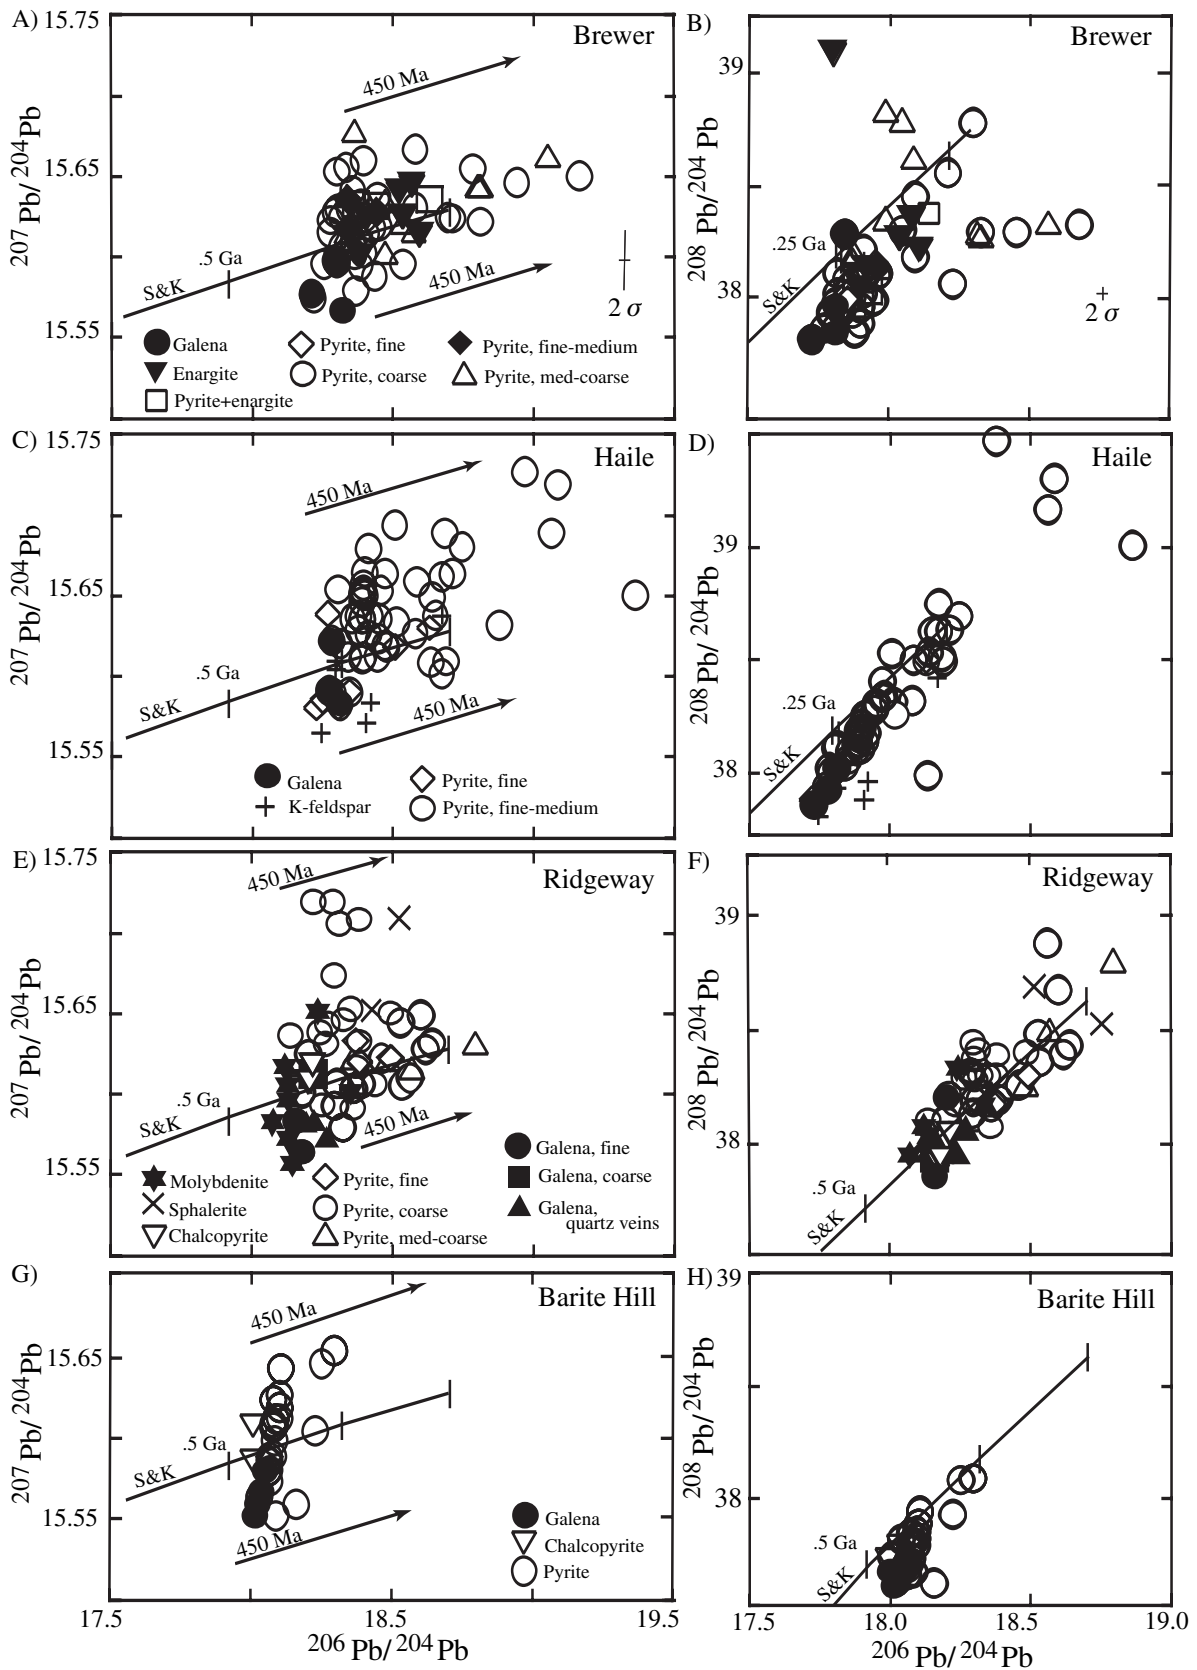 A)
15.75
Brewer
450 Ma
15.65
207Pb/204Pb
.5 Ga
S&K
450 Ma
2 σ
15.55
Galena
Pyrite, fine
Pyrite, fine-medium
Enargite
Pyrite, coarse
Pyrite, med-coarse
Pyrite+enargite
B)
Brewer
39
208Pb/204Pb
.25 Ga
S&K
38
2 σ
C)
15.75
Haile
450 Ma
15.65
207Pb/204Pb
.5 Ga
S&K
450 Ma
15.55
Galena
Pyrite, fine
K-feldspar
Pyrite, fine-medium
D)
Haile
39
208Pb/204Pb
.25 Ga
S&K
38
E)
15.75
450 Ma
Ridgeway
15.65
207Pb/204Pb
.5 Ga
S&K
450 Ma
15.55
Galena, fine
Molybdenite
Pyrite, fine
Galena, coarse
Sphalerite
Pyrite, coarse
Galena,
quartz veins
Chalcopyrite
Pyrite, med-coarse
F)
Ridgeway
39
208Pb/204Pb
38
.5 Ga
S&K
G)
Barite Hill
450 Ma
15.65
207Pb/204Pb
.5 Ga
S&K
15.55
450 Ma
Galena
Chalcopyrite
Pyrite
17.5
18.5
19.5
206Pb/204Pb
H)
39
Barite Hill
208Pb/204Pb
38
.5 Ga
S&K
17.5
18.0
18.5
19.0
206Pb/204Pb